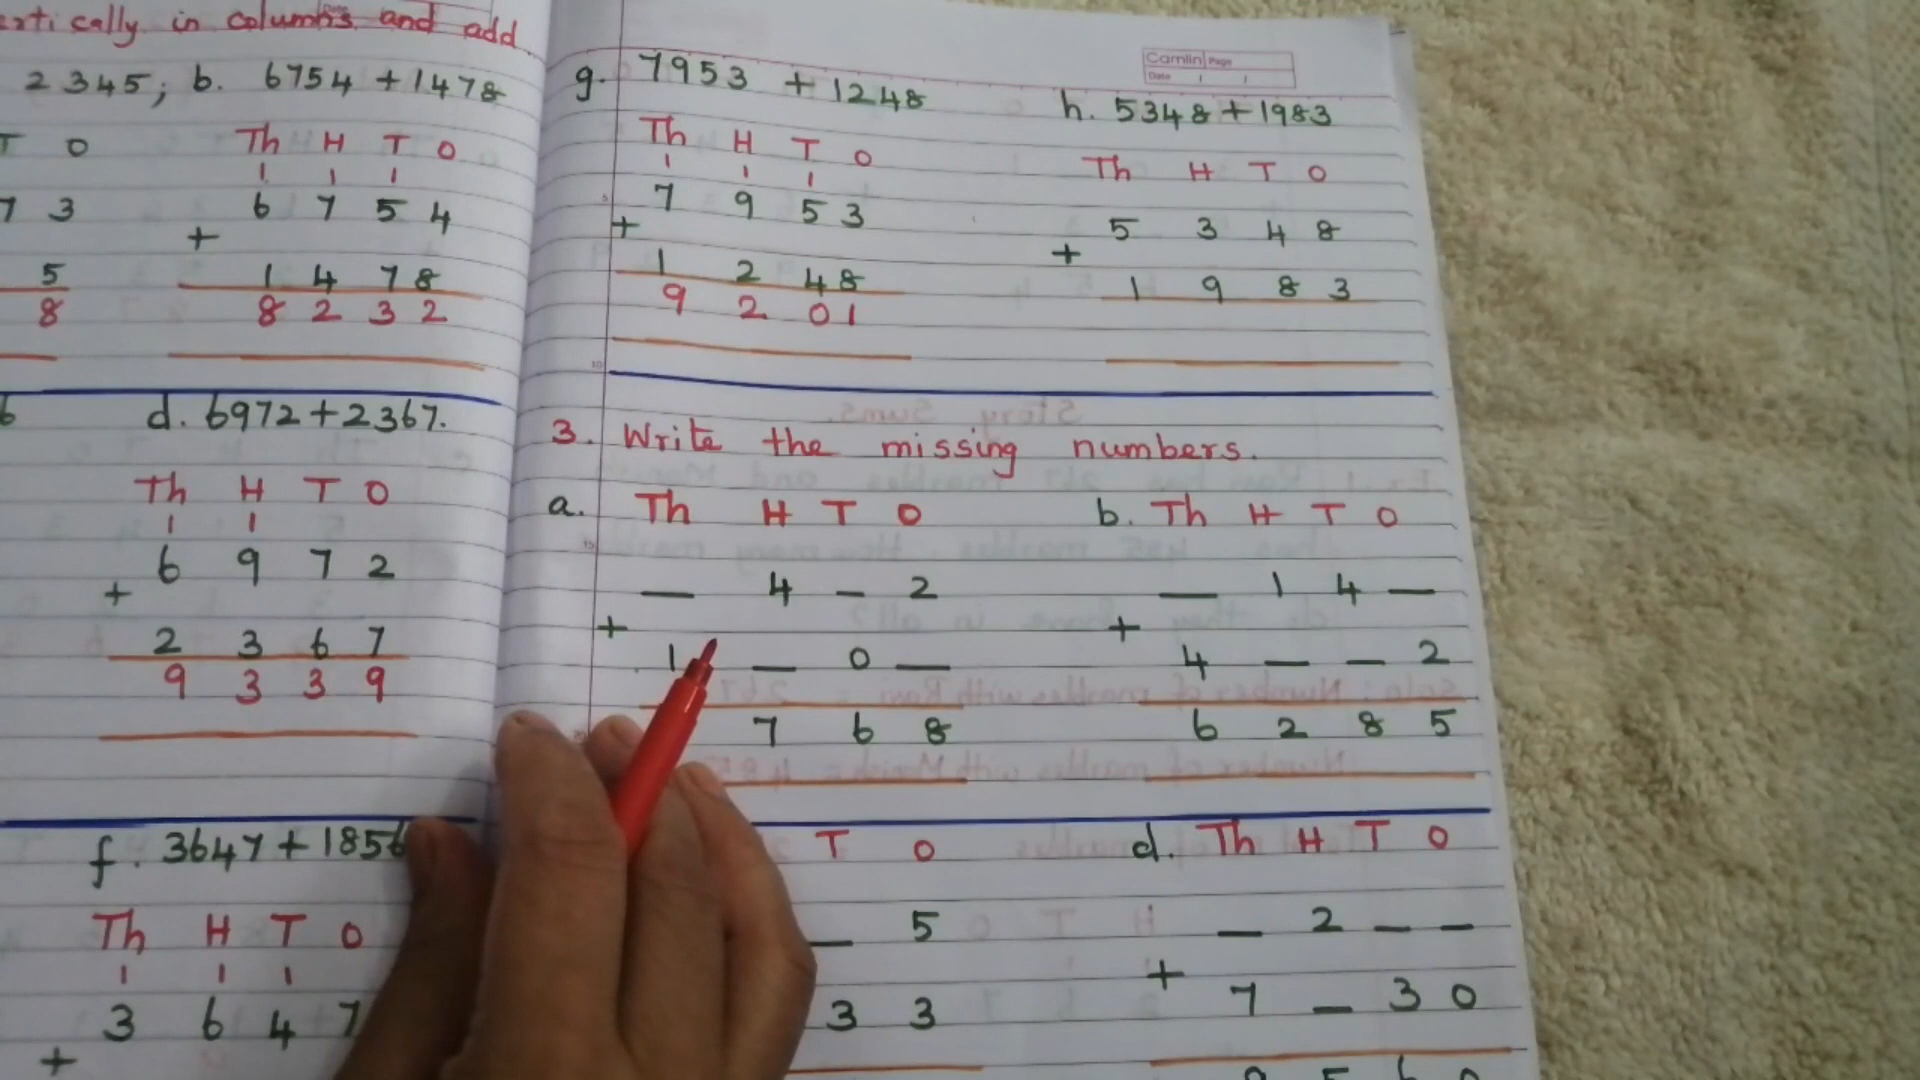 in columns and add
2345; b. 6754 + 1478
T O
Th H T O
1 1 1
7 3
6 7 5 4
+
5
1 4 7 8
8
8 2 3 2
d. 6972 + 2367.
Th H T O
1 1
6 9 7 2
+
2 3 6 7
9 3 3 9
f. 3647 + 1856
Th H T O
1 1 1
3 6 4 7
+
Camlin Page
Date / /
g. 7953 + 1248
Th H T O
1 1 1
7 9 5 3
+
1 2 4 8
9 2 0 1
h. 5348 + 1983
Th H T O
5 3 4 8
+
1 9 8 3
3. Write the missing numbers.
a. Th H T O
_ 4 _ 2
+
1 _ 0 _
7 6 8
b. Th H T O
_ 1 4 _
+
4 _ _ 2
6 2 8 5
T O
_ 5
3 3
d. Th H T O
_ 2 _ _
+
7 _ 3 0